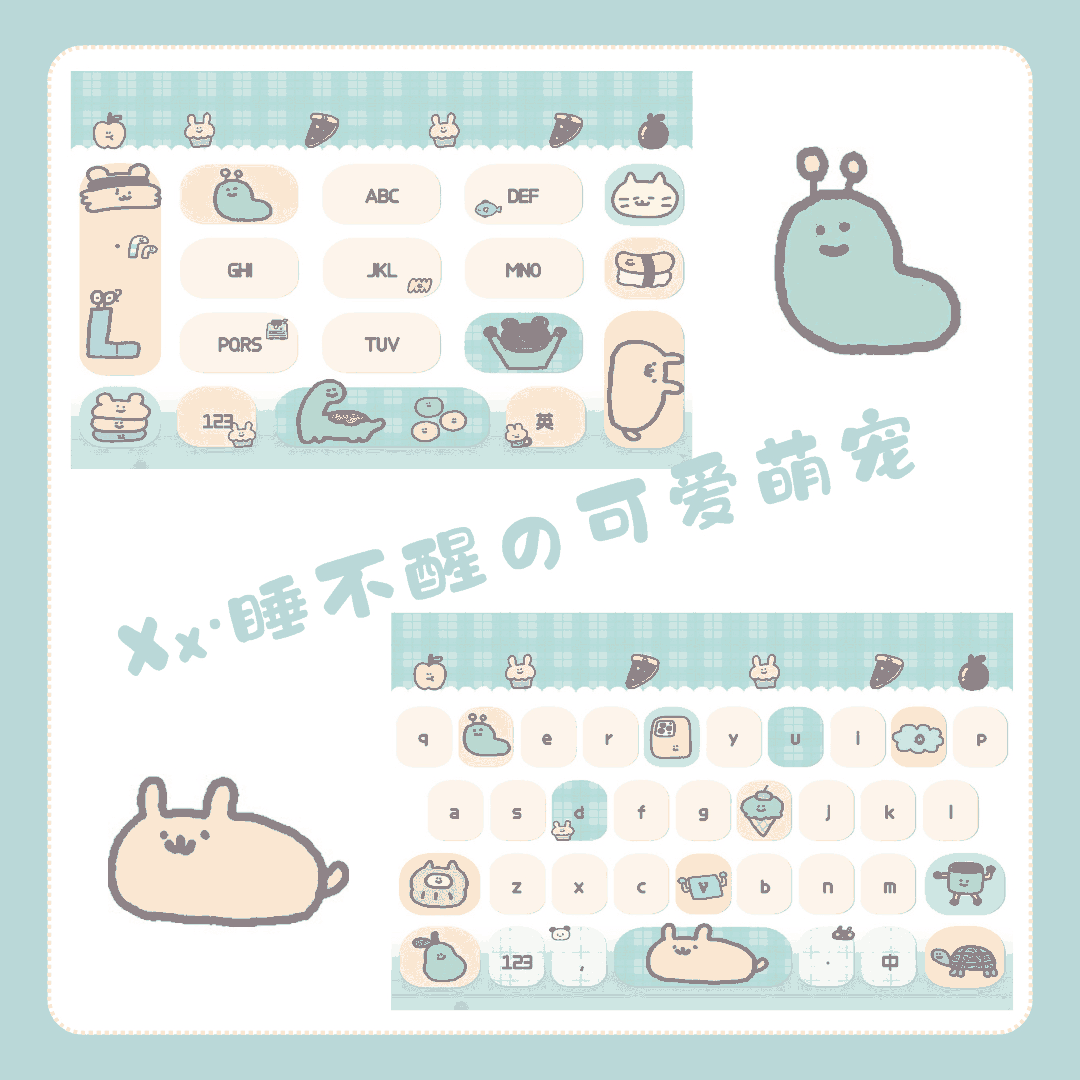 ABC DEF
GHI JKL MNO
PQRS TUV
123 英
Xx·睡不醒の可爱萌宠
q e r y u i o p
a s d f g j k l
z x c v b n m
123 , . 中